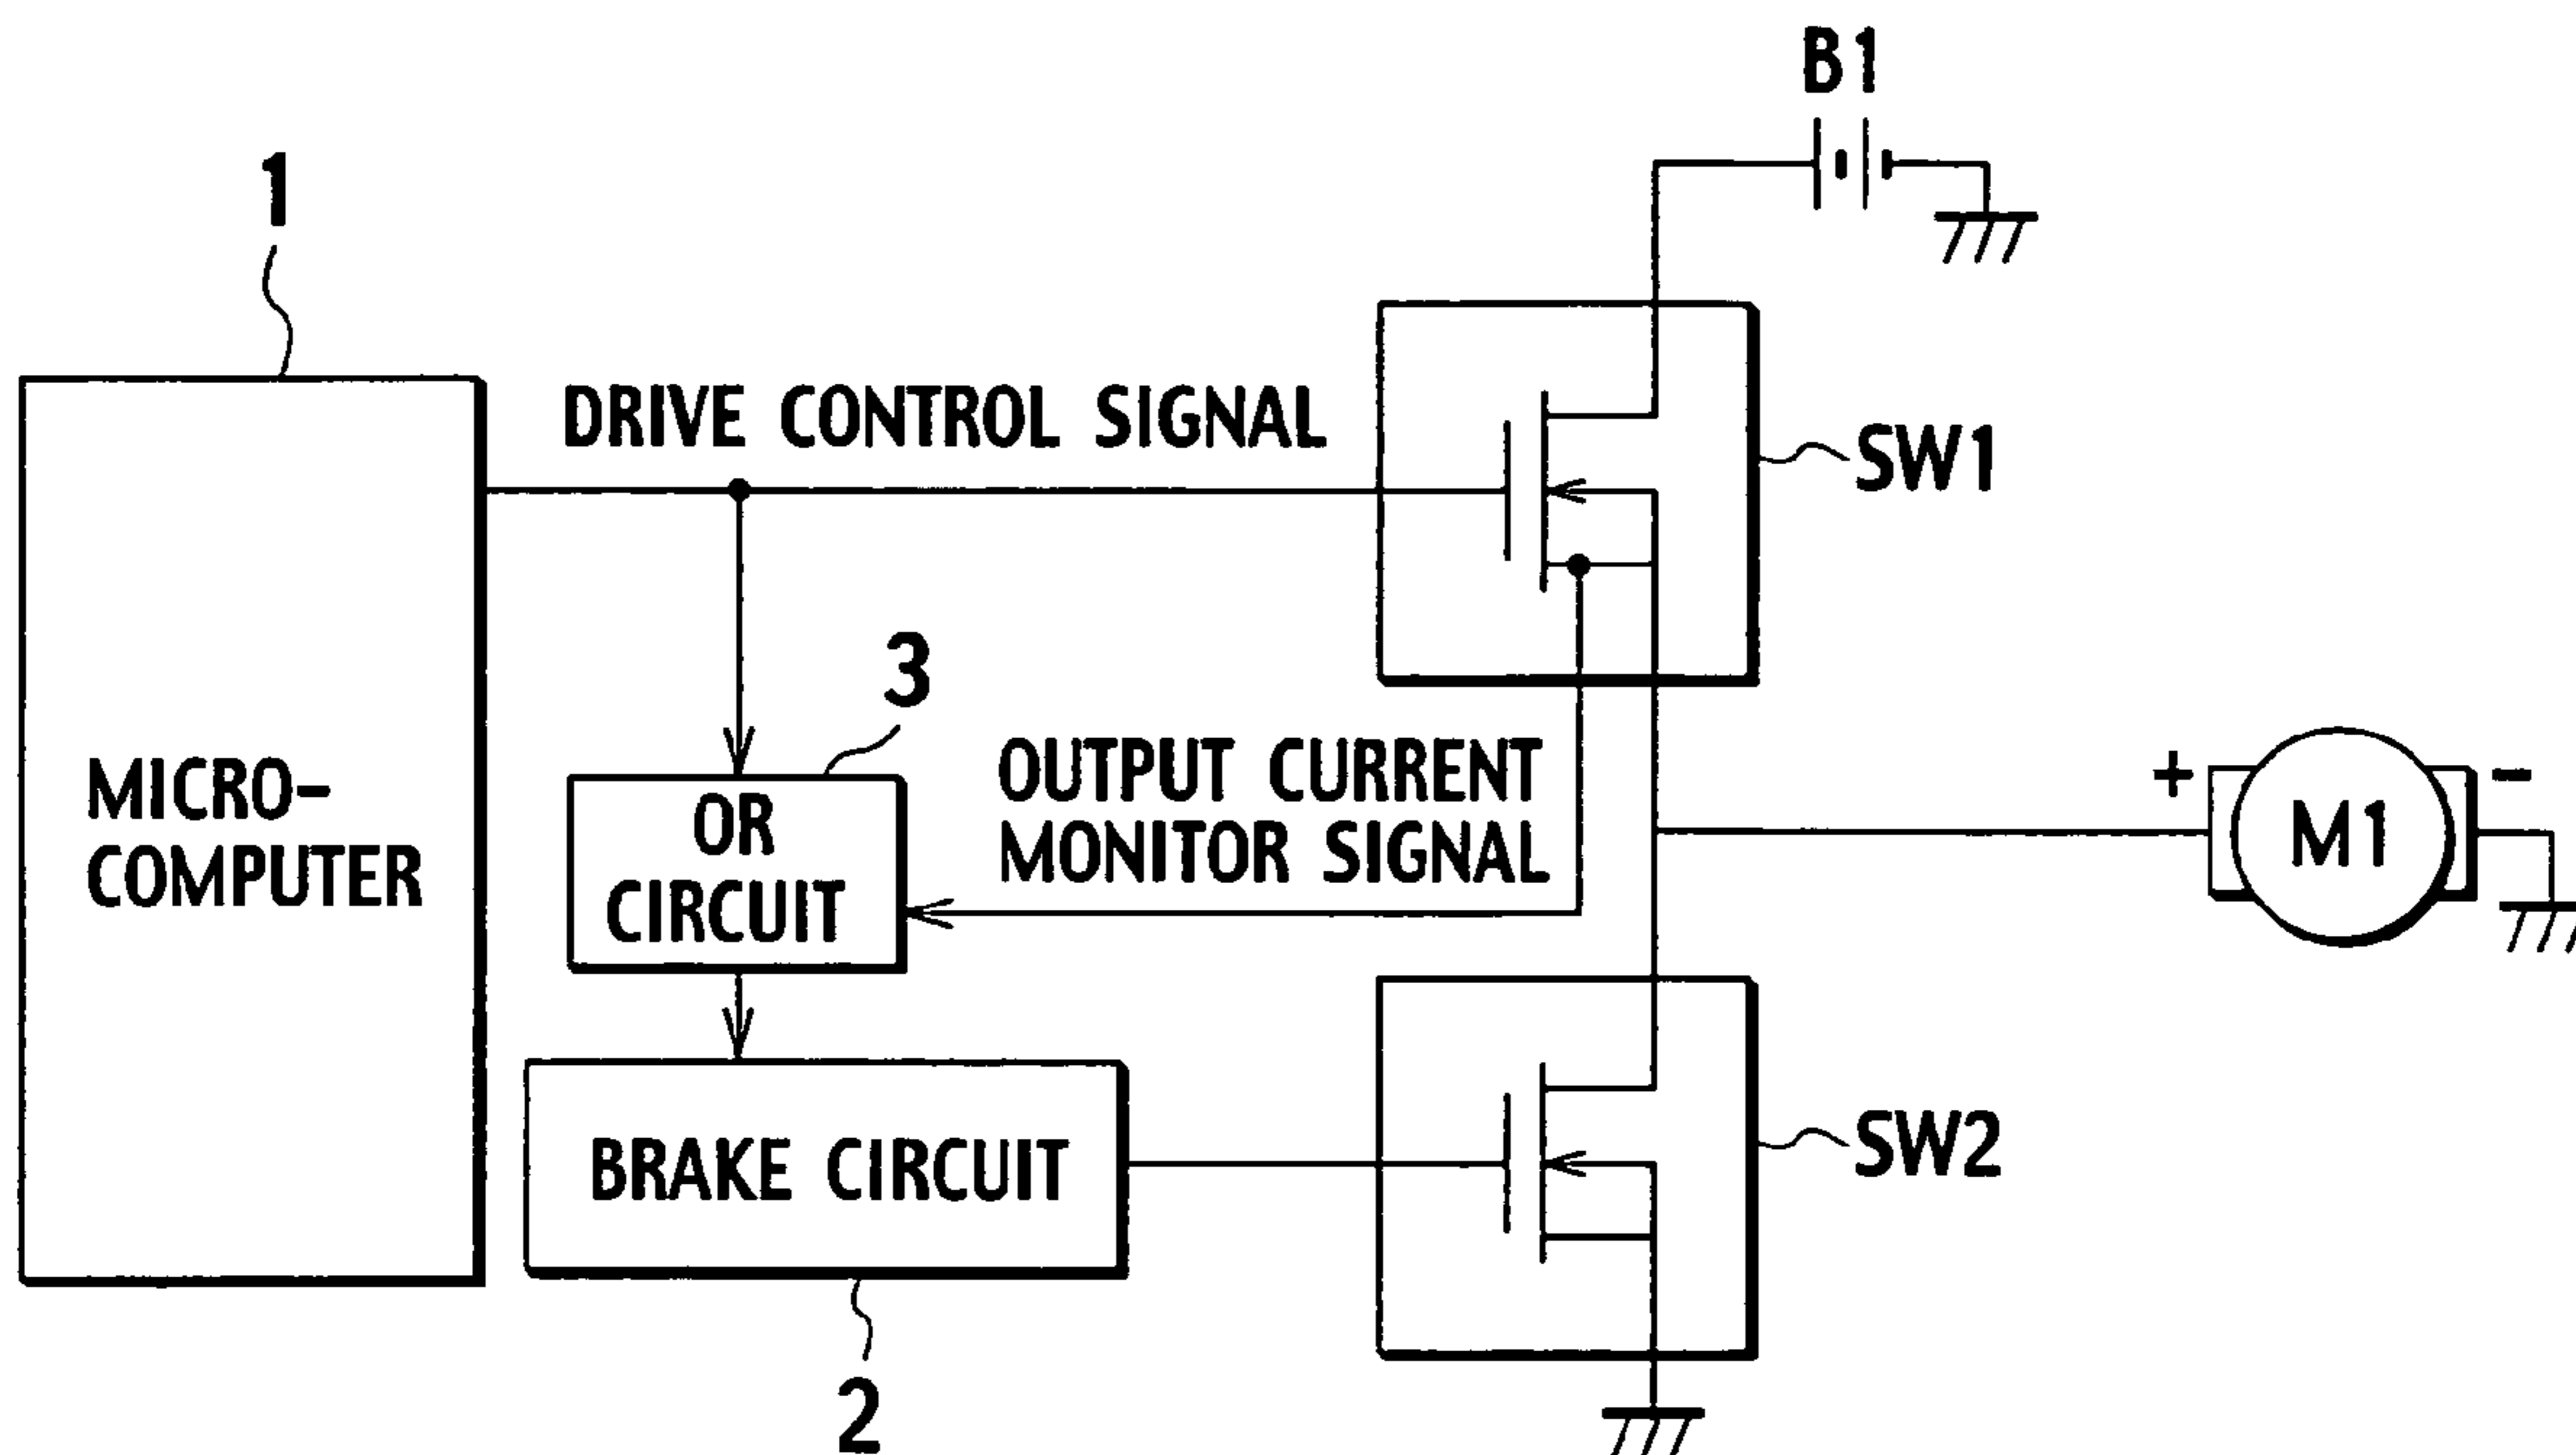 B1
1
DRIVE CONTROL SIGNAL
SW1
3
OUTPUT CURRENT
MONITOR SIGNAL
MICRO-
COMPUTER
OR
CIRCUIT
+
-
M1
BRAKE CIRCUIT
SW2
2